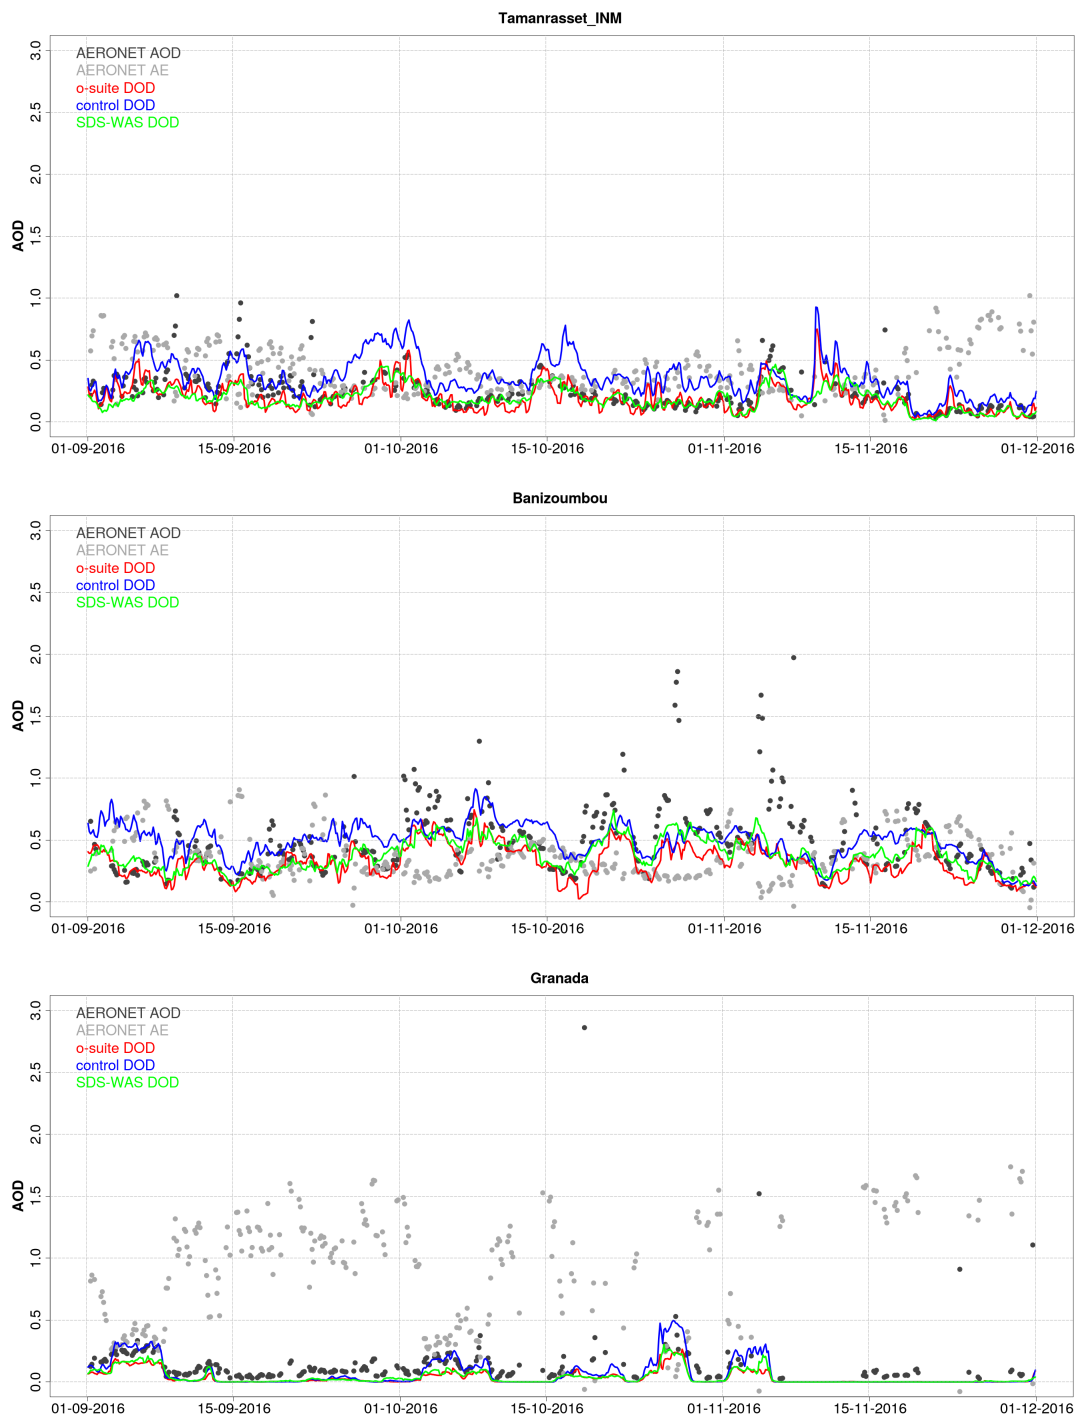 Tamanrasset_INM
3.0
2.5
2.0
1.5
1.0
0.5
0.0
AOD
AERONET AOD
AERONET AE
o-suite DOD
control DOD
SDS-WAS DOD
01-09-2016 15-09-2016 01-10-2016 15-10-2016 01-11-2016 15-11-2016 01-12-2016
Banizoumbou
3.0
2.5
2.0
1.5
1.0
0.5
0.0
AOD
AERONET AOD
AERONET AE
o-suite DOD
control DOD
SDS-WAS DOD
01-09-2016 15-09-2016 01-10-2016 15-10-2016 01-11-2016 15-11-2016 01-12-2016
Granada
3.0
2.5
2.0
1.5
1.0
0.5
0.0
AOD
AERONET AOD
AERONET AE
o-suite DOD
control DOD
SDS-WAS DOD
01-09-2016 15-09-2016 01-10-2016 15-10-2016 01-11-2016 15-11-2016 01-12-2016